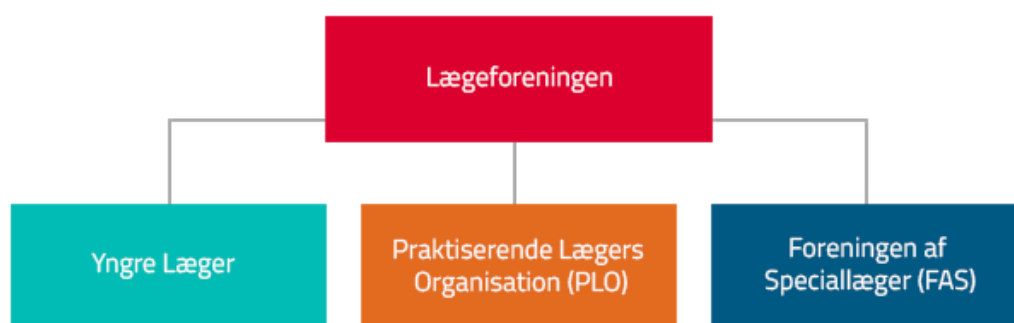 Lægeforeningen
Yngre Læger
Praktiserende Lægers
Organisation (PLO)
Foreningen af
Speciallæger (FAS)